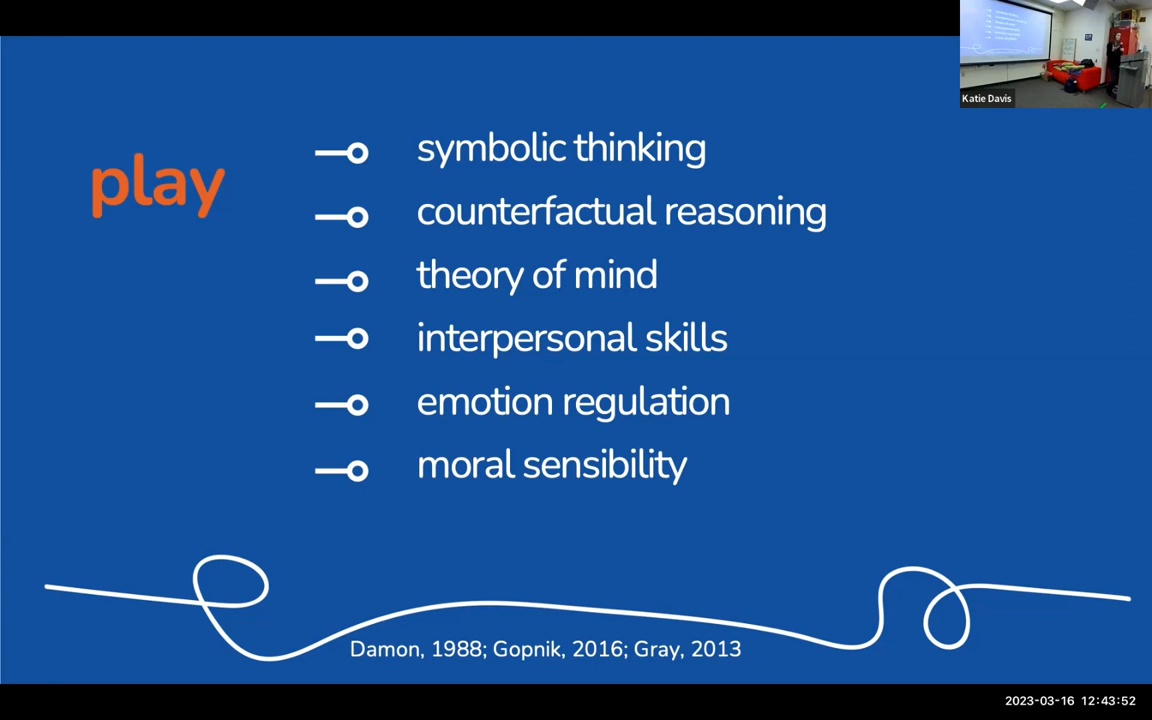 Katie Davis
play
symbolic thinking
counterfactual reasoning
theory of mind
interpersonal skills
emotion regulation
moral sensibility
Damon, 1988; Gopnik, 2016; Gray, 2013
2023-03-16 12:43:52